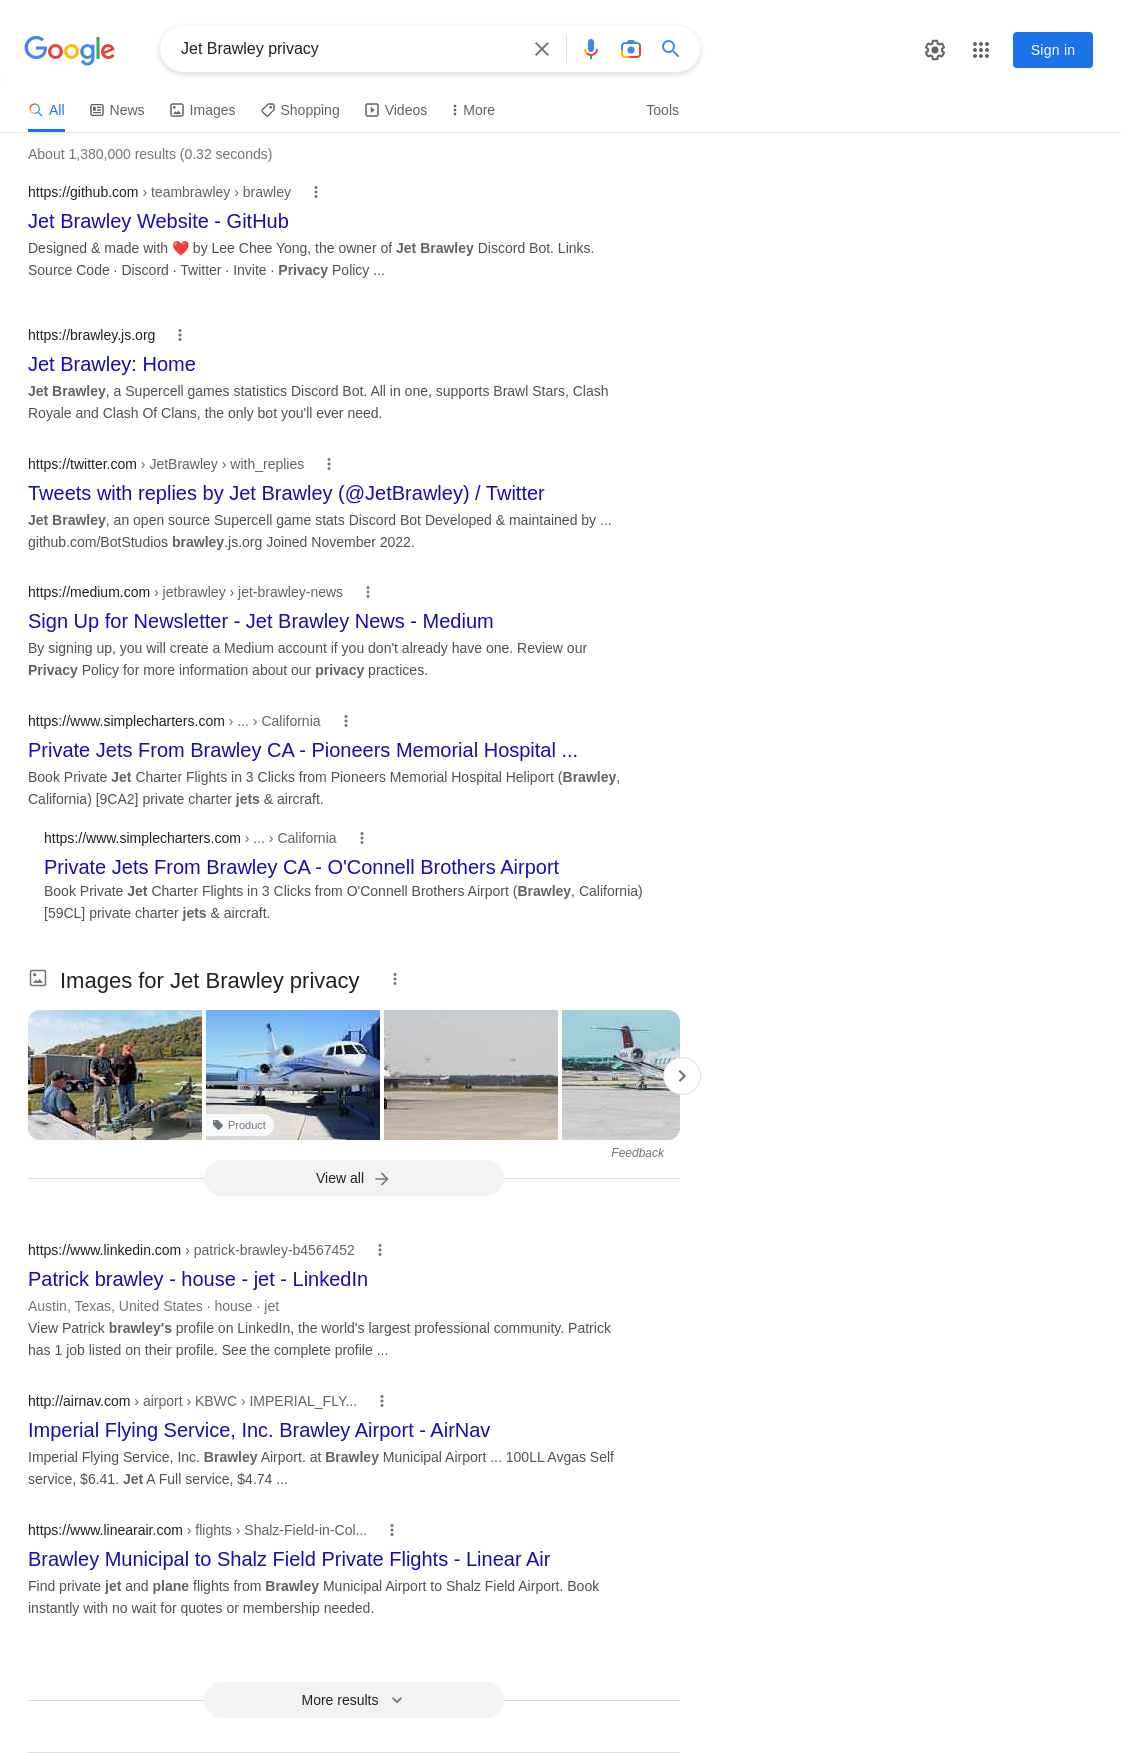 Google
Jet Brawley privacy
Sign in
All
News
Images
Shopping
Videos
More
Tools
About 1,380,000 results (0.32 seconds)
https://github.com › teambrawley › brawley
Jet Brawley Website - GitHub
Designed & made with ❤️ by Lee Chee Yong, the owner of Jet Brawley Discord Bot. Links.
Source Code · Discord · Twitter · Invite · Privacy Policy ...
https://brawley.js.org
Jet Brawley: Home
Jet Brawley, a Supercell games statistics Discord Bot. All in one, supports Brawl Stars, Clash
Royale and Clash Of Clans, the only bot you'll ever need.
https://twitter.com › JetBrawley › with_replies
Tweets with replies by Jet Brawley (@JetBrawley) / Twitter
Jet Brawley, an open source Supercell game stats Discord Bot Developed & maintained by ...
github.com/BotStudios brawley.js.org Joined November 2022.
https://medium.com › jetbrawley › jet-brawley-news
Sign Up for Newsletter - Jet Brawley News - Medium
By signing up, you will create a Medium account if you don't already have one. Review our
Privacy Policy for more information about our privacy practices.
https://www.simplecharters.com › ... › California
Private Jets From Brawley CA - Pioneers Memorial Hospital ...
Book Private Jet Charter Flights in 3 Clicks from Pioneers Memorial Hospital Heliport (Brawley,
California) [9CA2] private charter jets & aircraft.
https://www.simplecharters.com › ... › California
Private Jets From Brawley CA - O'Connell Brothers Airport
Book Private Jet Charter Flights in 3 Clicks from O'Connell Brothers Airport (Brawley, California)
[59CL] private charter jets & aircraft.
Images for Jet Brawley privacy
Product
Feedback
View all
https://www.linkedin.com › patrick-brawley-b4567452
Patrick brawley - house - jet - LinkedIn
Austin, Texas, United States · house · jet
View Patrick brawley's profile on LinkedIn, the world's largest professional community. Patrick
has 1 job listed on their profile. See the complete profile ...
http://airnav.com › airport › KBWC › IMPERIAL_FLY...
Imperial Flying Service, Inc. Brawley Airport - AirNav
Imperial Flying Service, Inc. Brawley Airport. at Brawley Municipal Airport ... 100LL Avgas Self
service, $6.41. Jet A Full service, $4.74 ...
https://www.linearair.com › flights › Shalz-Field-in-Col...
Brawley Municipal to Shalz Field Private Flights - Linear Air
Find private jet and plane flights from Brawley Municipal Airport to Shalz Field Airport. Book
instantly with no wait for quotes or membership needed.
More results